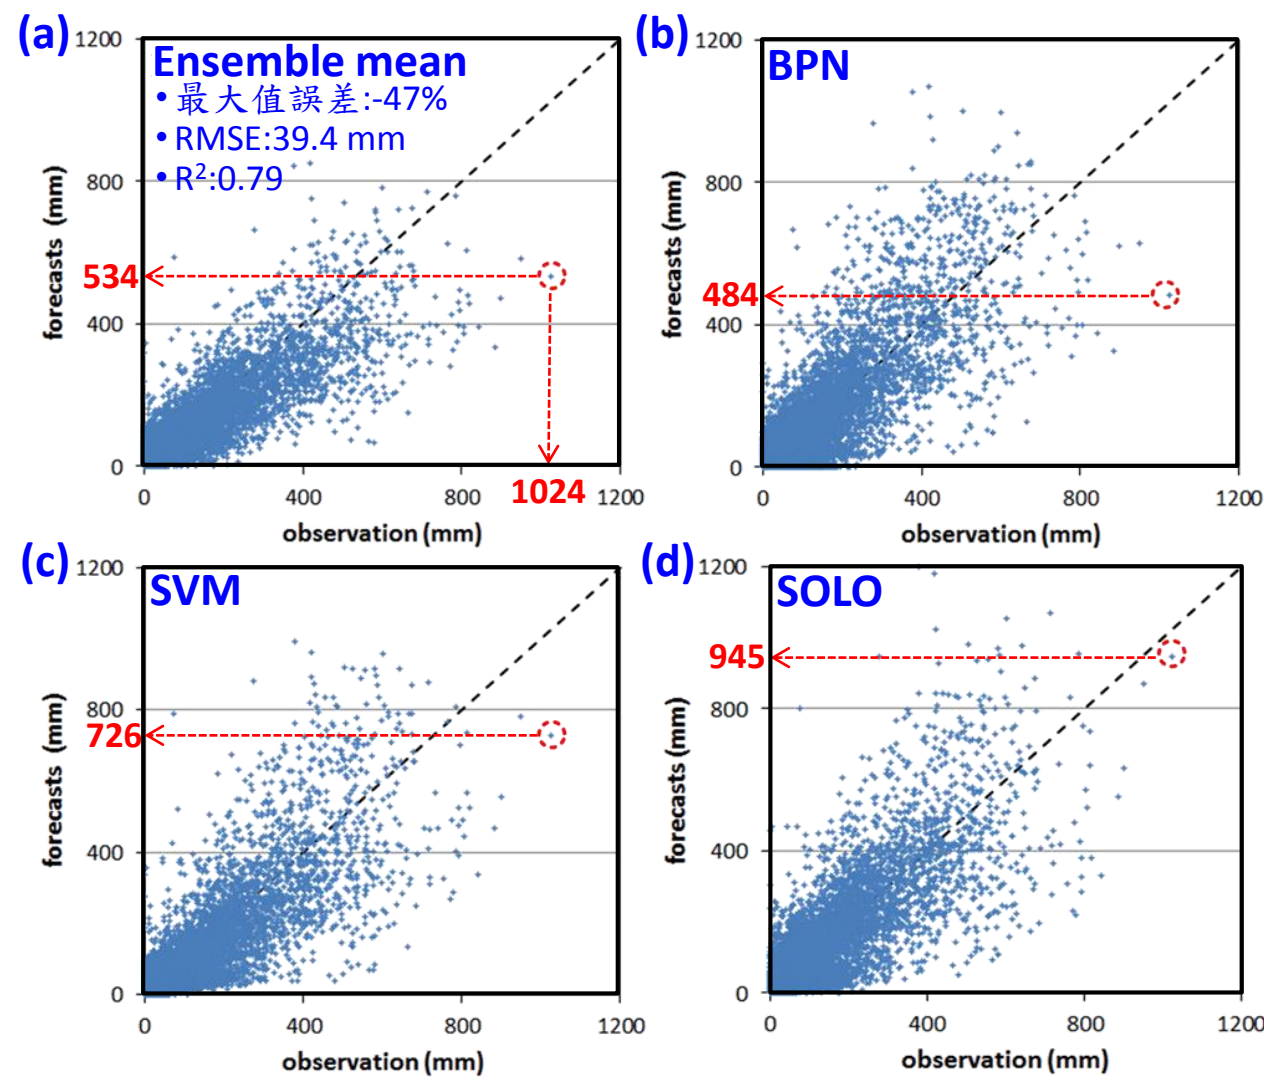 (a)
Ensemble mean
•最大值誤差:-47%
•RMSE:39.4 mm
•R²:0.79
1200
800
400
0
forecasts (mm)
534
1024
0 400 800 1200
observation (mm)
(b)
BPN
1200
800
400
0
forecasts (mm)
484
0 400 800 1200
observation (mm)
(c)
SVM
1200
800
400
0
forecasts (mm)
726
0 400 800 1200
observation (mm)
(d)
SOLO
1200
800
400
0
forecasts (mm)
945
0 400 800 1200
observation (mm)